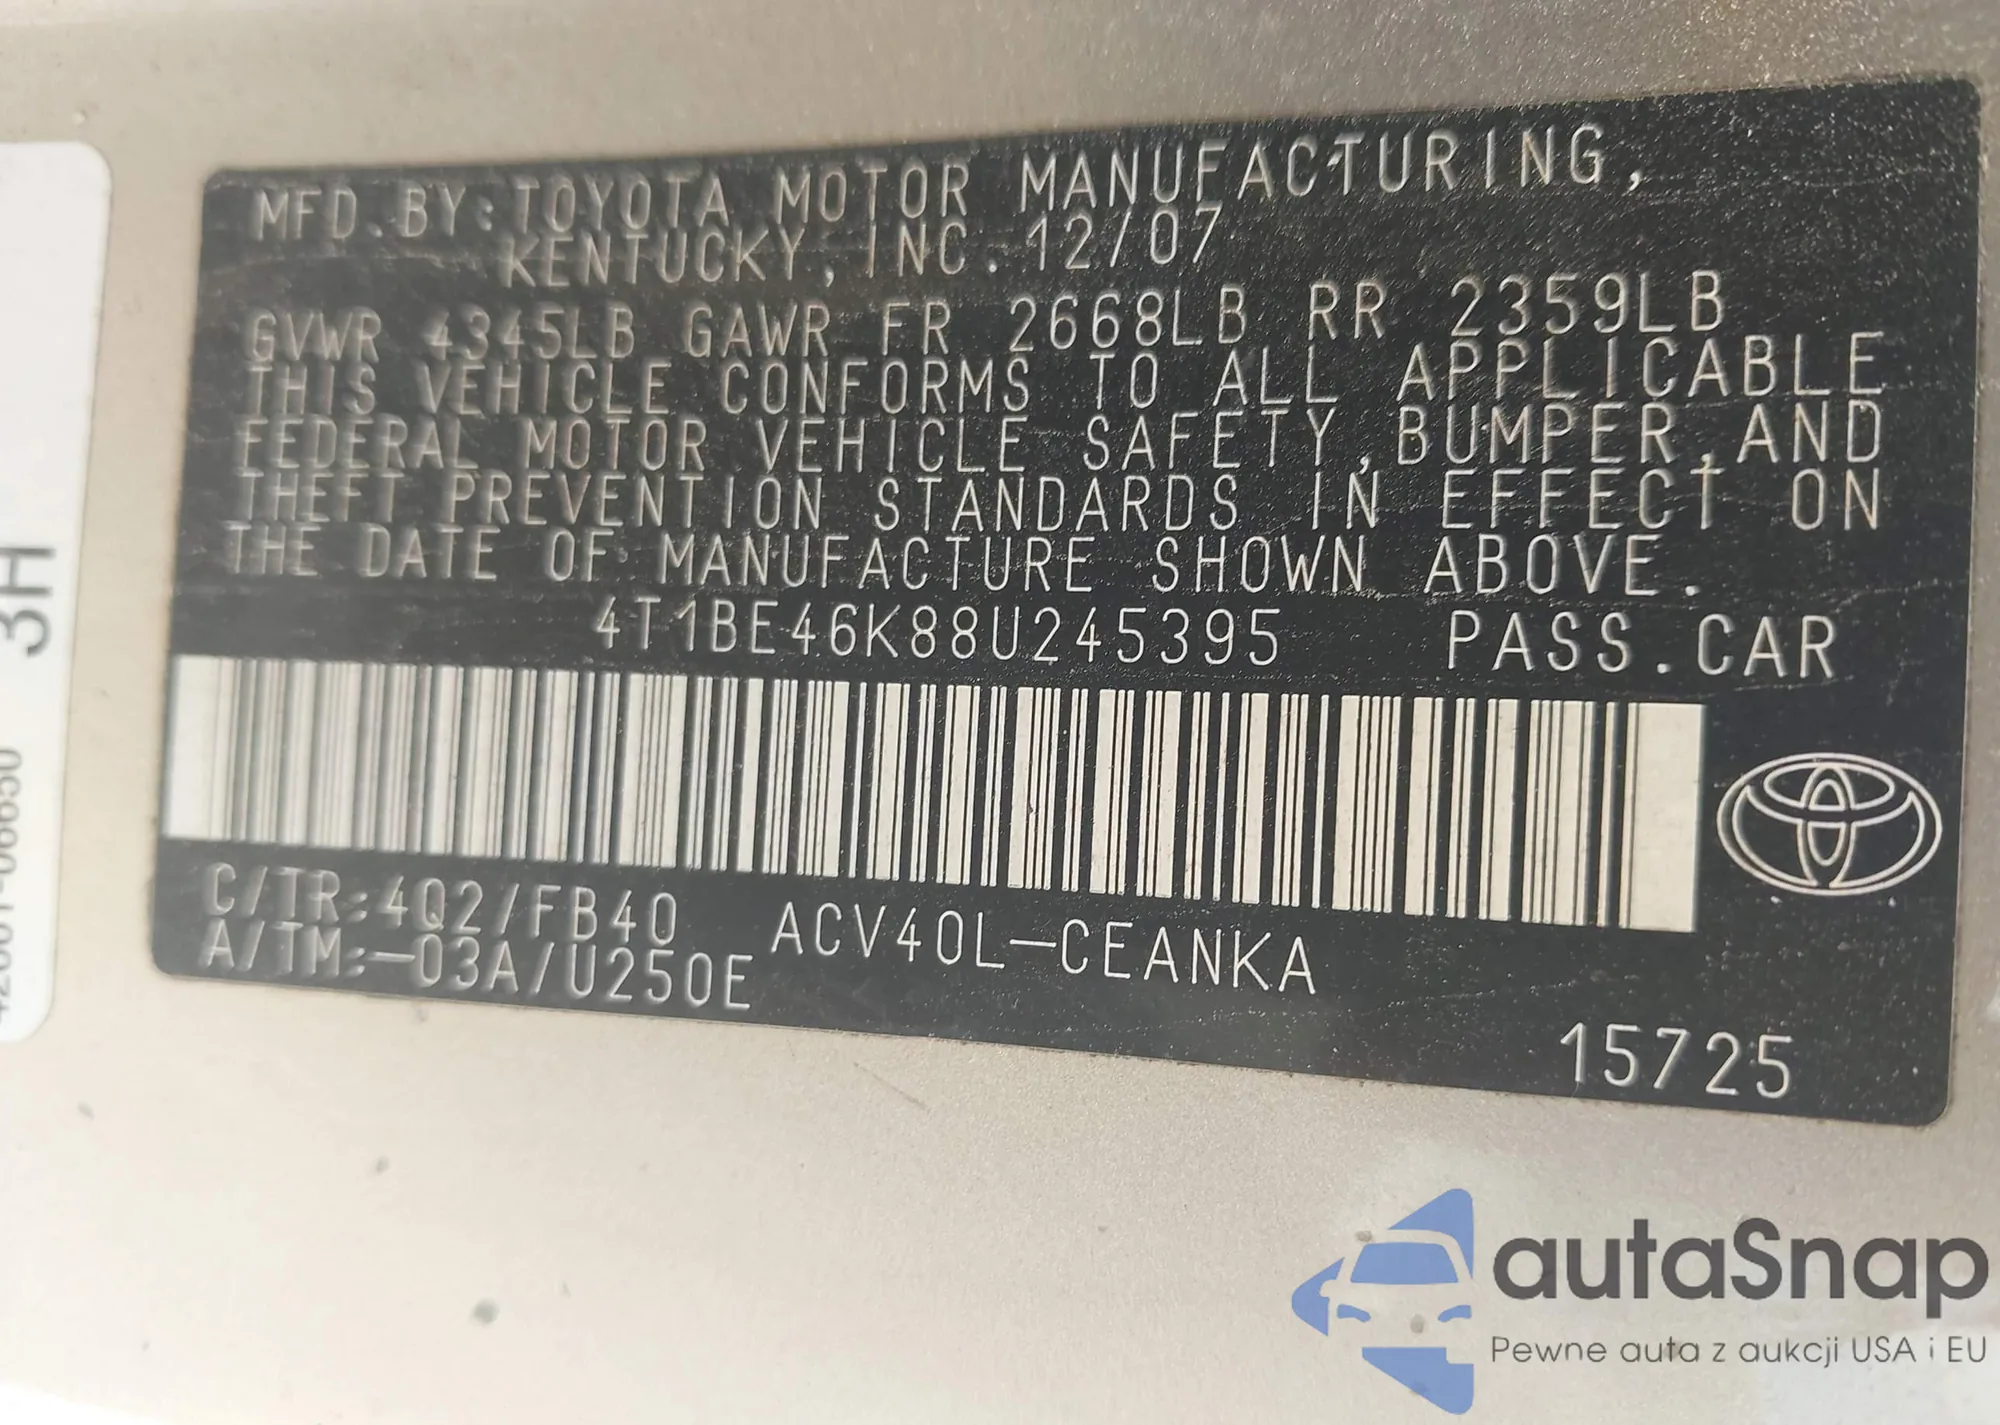 MFD.BY:TOYOTA MOTOR MANUFACTURING,
KENTUCKY,INC. 12/07
GVWR 4345LB GAWR FR 2668LB RR 2359LB
THIS VEHICLE CONFORMS TO ALL APPLICABLE
FEDERAL MOTOR VEHICLE SAFETY,BUMPER,AND
THEFT PREVENTION STANDARDS IN EFFECT ON
THE DATE OF MANUFACTURE SHOWN ABOVE.
4T1BE46K88U245395 PASS.CAR
C/TR:4Q2/FB40 ACV40L-CEANKA
A/TM:-03A/U250E
15725
3H
autaSnap
Pewne auta z aukcji USA i EU